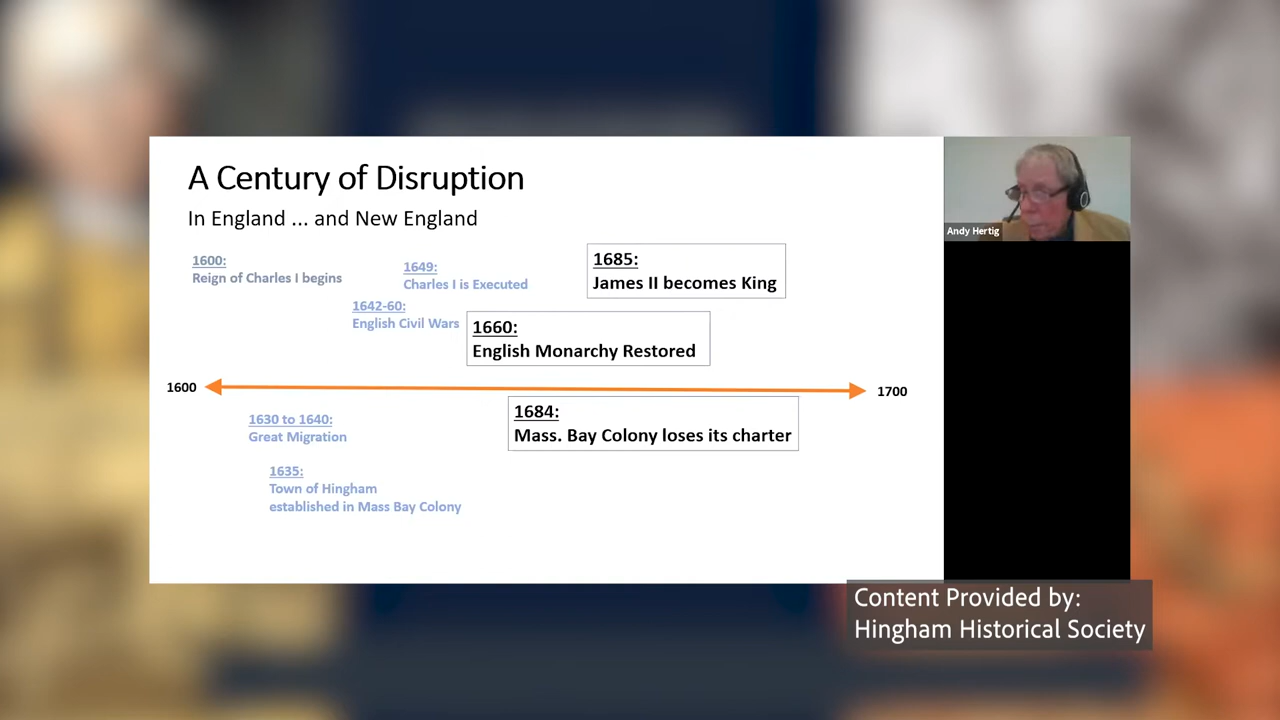 A Century of Disruption
In England ... and New England
1600:
Reign of Charles I begins
1649:
Charles I is Executed
1685:
James II becomes King
1642-60:
English Civil Wars
1660:
English Monarchy Restored
1600
1700
1630 to 1640:
Great Migration
1684:
Mass. Bay Colony loses its charter
1635:
Town of Hingham
established in Mass Bay Colony
Andy Hertig
Content Provided by:
Hingham Historical Society